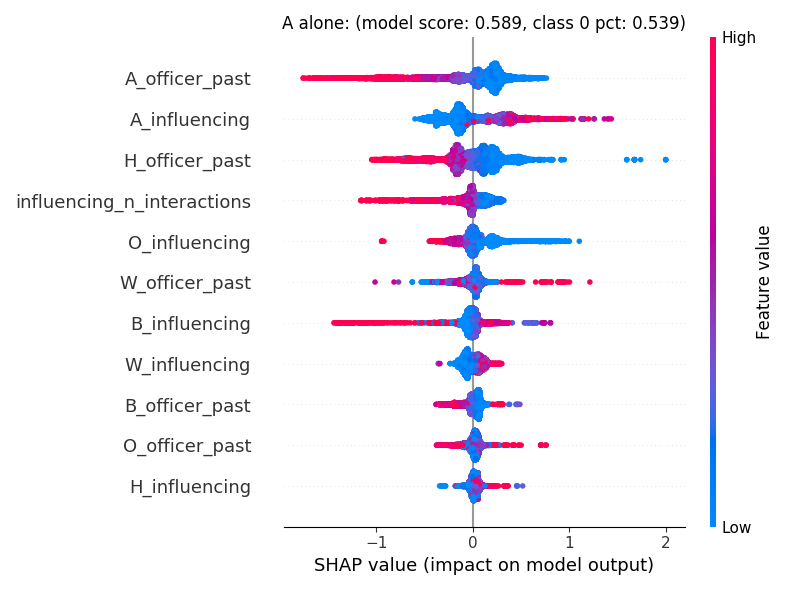 A alone: (model score: 0.589, class 0 pct: 0.539)
High
A_officer_past
A_influencing
H_officer_past
influencing_n_interactions
O_influencing
W_officer_past
B_influencing
W_influencing
B_officer_past
O_officer_past
H_influencing
Feature value
Low
−1 0 1 2
SHAP value (impact on model output)